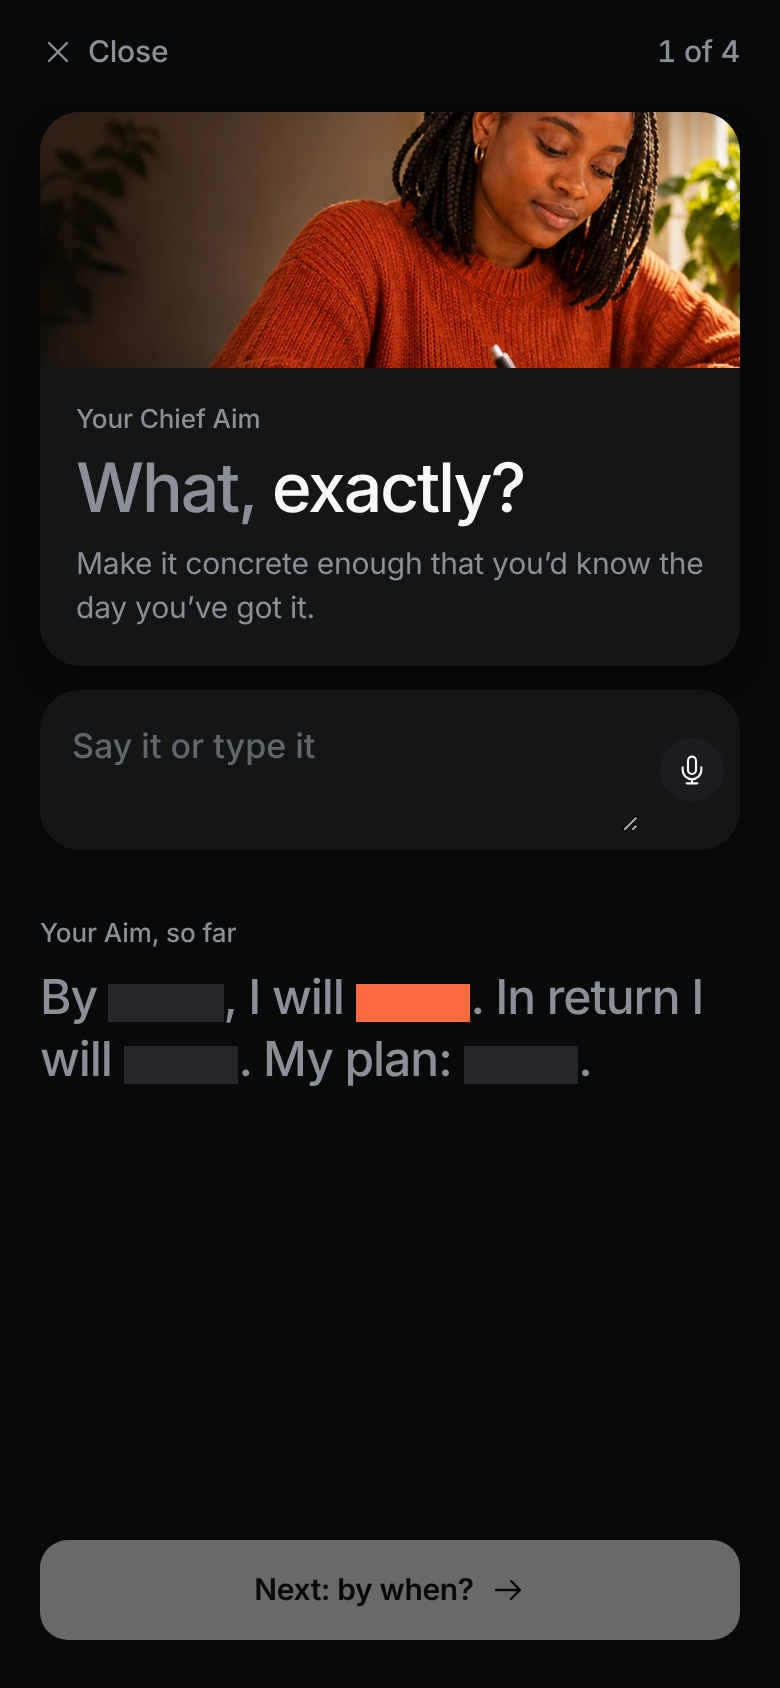 Close
1 of 4
Your Chief Aim
What, exactly?
Make it concrete enough that you’d know the
day you’ve got it.
Say it or type it
Your Aim, so far
By , I will . In return I
will . My plan: .
Next: by when?